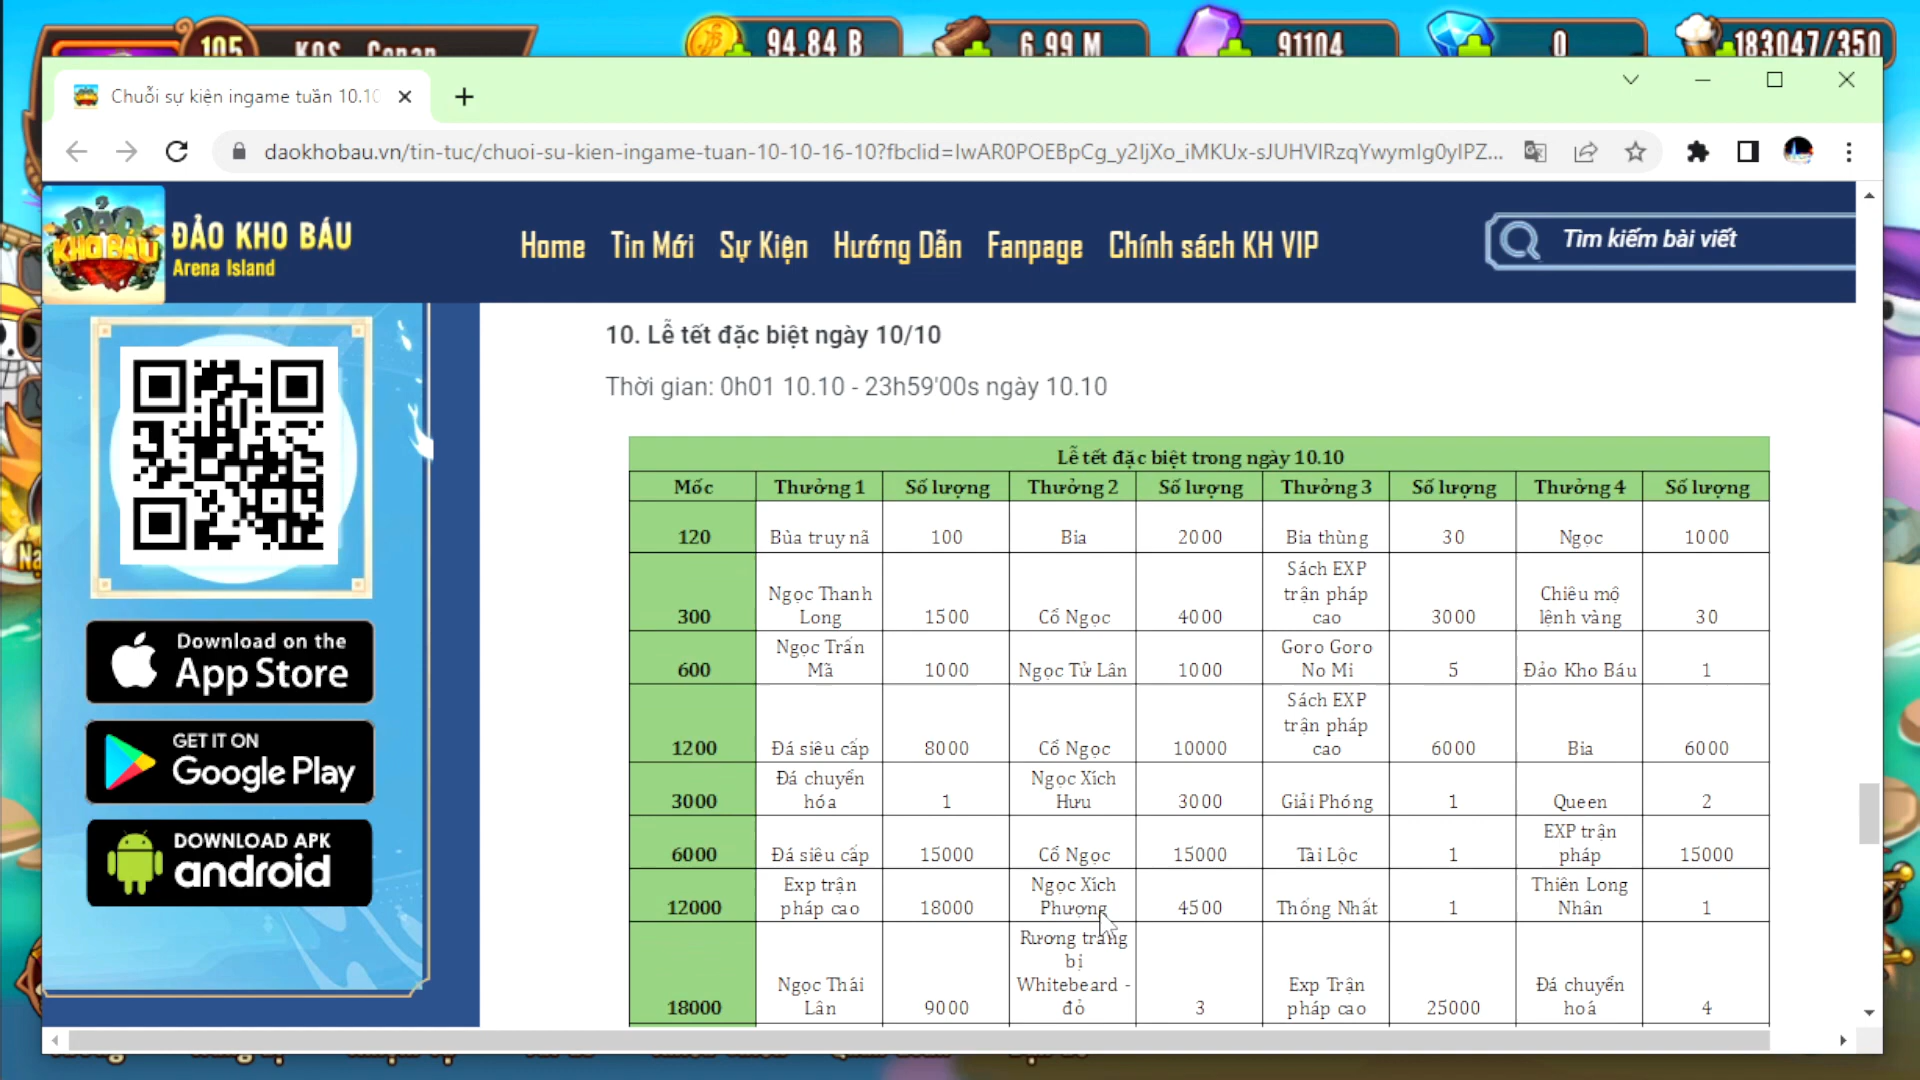 105 KOS_Conan 94.84 B 6.99 M 91104 0 183047/350
Chuỗi sự kiện ingame tuần 10.10
daokhobau.vn/tin-tuc/chuoi-su-kien-ingame-tuan-10-10-16-10?fbclid=IwAR0POEBpCg_y2IjXo_iMKUx-sJUHVIRzqYwymIg0yIPZ...
ĐẢO KHO BÁU
ĐẢO KHO BÁU
Arena Island
Home Tin Mới Sự Kiện Hướng Dẫn Fanpage Chính sách KH VIP
Tìm kiếm bài viết
Download on the
App Store
GET IT ON
Google Play
DOWNLOAD APK
android
10. Lễ tết đặc biệt ngày 10/10
Thời gian: 0h01 10.10 - 23h59'00s ngày 10.10
Lễ tết đặc biệt trong ngày 10.10
Mốc Thưởng 1 Số lượng Thưởng 2 Số lượng Thưởng 3 Số lượng Thưởng 4 Số lượng
120 Bùa truy nã 100 Bia 2000 Bia thùng 30 Ngọc 1000
300 Ngọc Thanh Long 1500 Cổ Ngọc 4000 Sách EXP trận pháp cao 3000 Chiêu mộ lệnh vàng 30
600 Ngọc Trấn Mã 1000 Ngọc Tử Lân 1000 Goro Goro No Mi 5 Đảo Kho Báu 1
1200 Đá siêu cấp 8000 Cổ Ngọc 10000 Sách EXP trận pháp cao 6000 Bia 6000
3000 Đá chuyển hóa 1 Ngọc Xích Hưu 3000 Giải Phóng 1 Queen 2
6000 Đá siêu cấp 15000 Cổ Ngọc 15000 Tài Lộc 1 EXP trận pháp 15000
12000 Exp trận pháp cao 18000 Ngọc Xích Phượng 4500 Thống Nhất 1 Thiên Long Nhân 1
18000 Ngọc Thái Lân 9000 Rương trang bị Whitebeard - đỏ 3 Exp Trận pháp cao 25000 Đá chuyển hoá 4